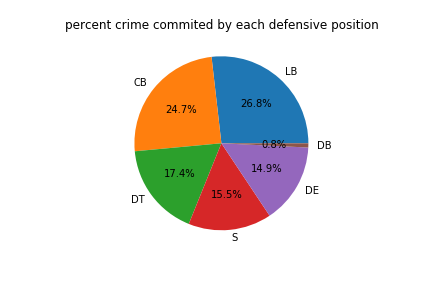 percent crime commited by each defensive position
LB
CB
26.8%
24.7%
0.8%
DB
17.4%
14.9%
DE
15.5%
DT
S